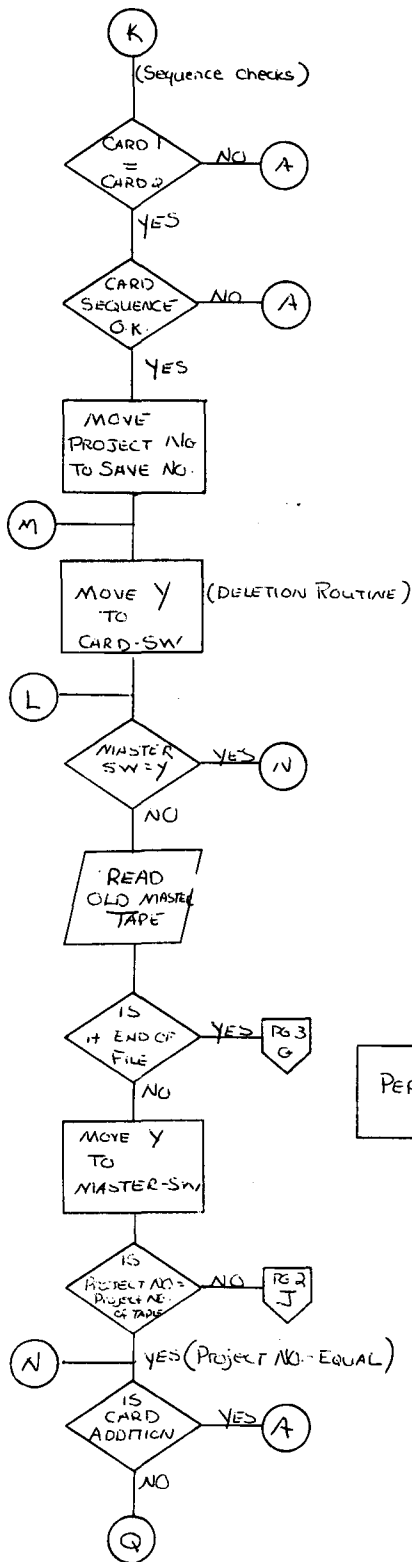 K
(Sequence checks)
CARD 1
=
CARD 2
NO
A
YES
CARD
SEQUENCE
O.K.
NO
A
YES
MOVE
PROJECT NO
TO SAVE NO.
M
MOVE Y
TO
CARD-SW
(DELETION ROUTINE)
L
MASTER
SW=Y
YES
N
NO
READ
OLD MASTER
TAPE
IS
it END OF
FILE
YES
PG 3
G
NO
PER
MOVE Y
TO
MASTER-SW
IS
PROJECT NO.=
PROJECT NO.
OF TAPE
NO
PG 2
J
N
YES (PROJECT NO.-EQUAL)
IS
CARD
ADDITION
YES
A
NO
Q